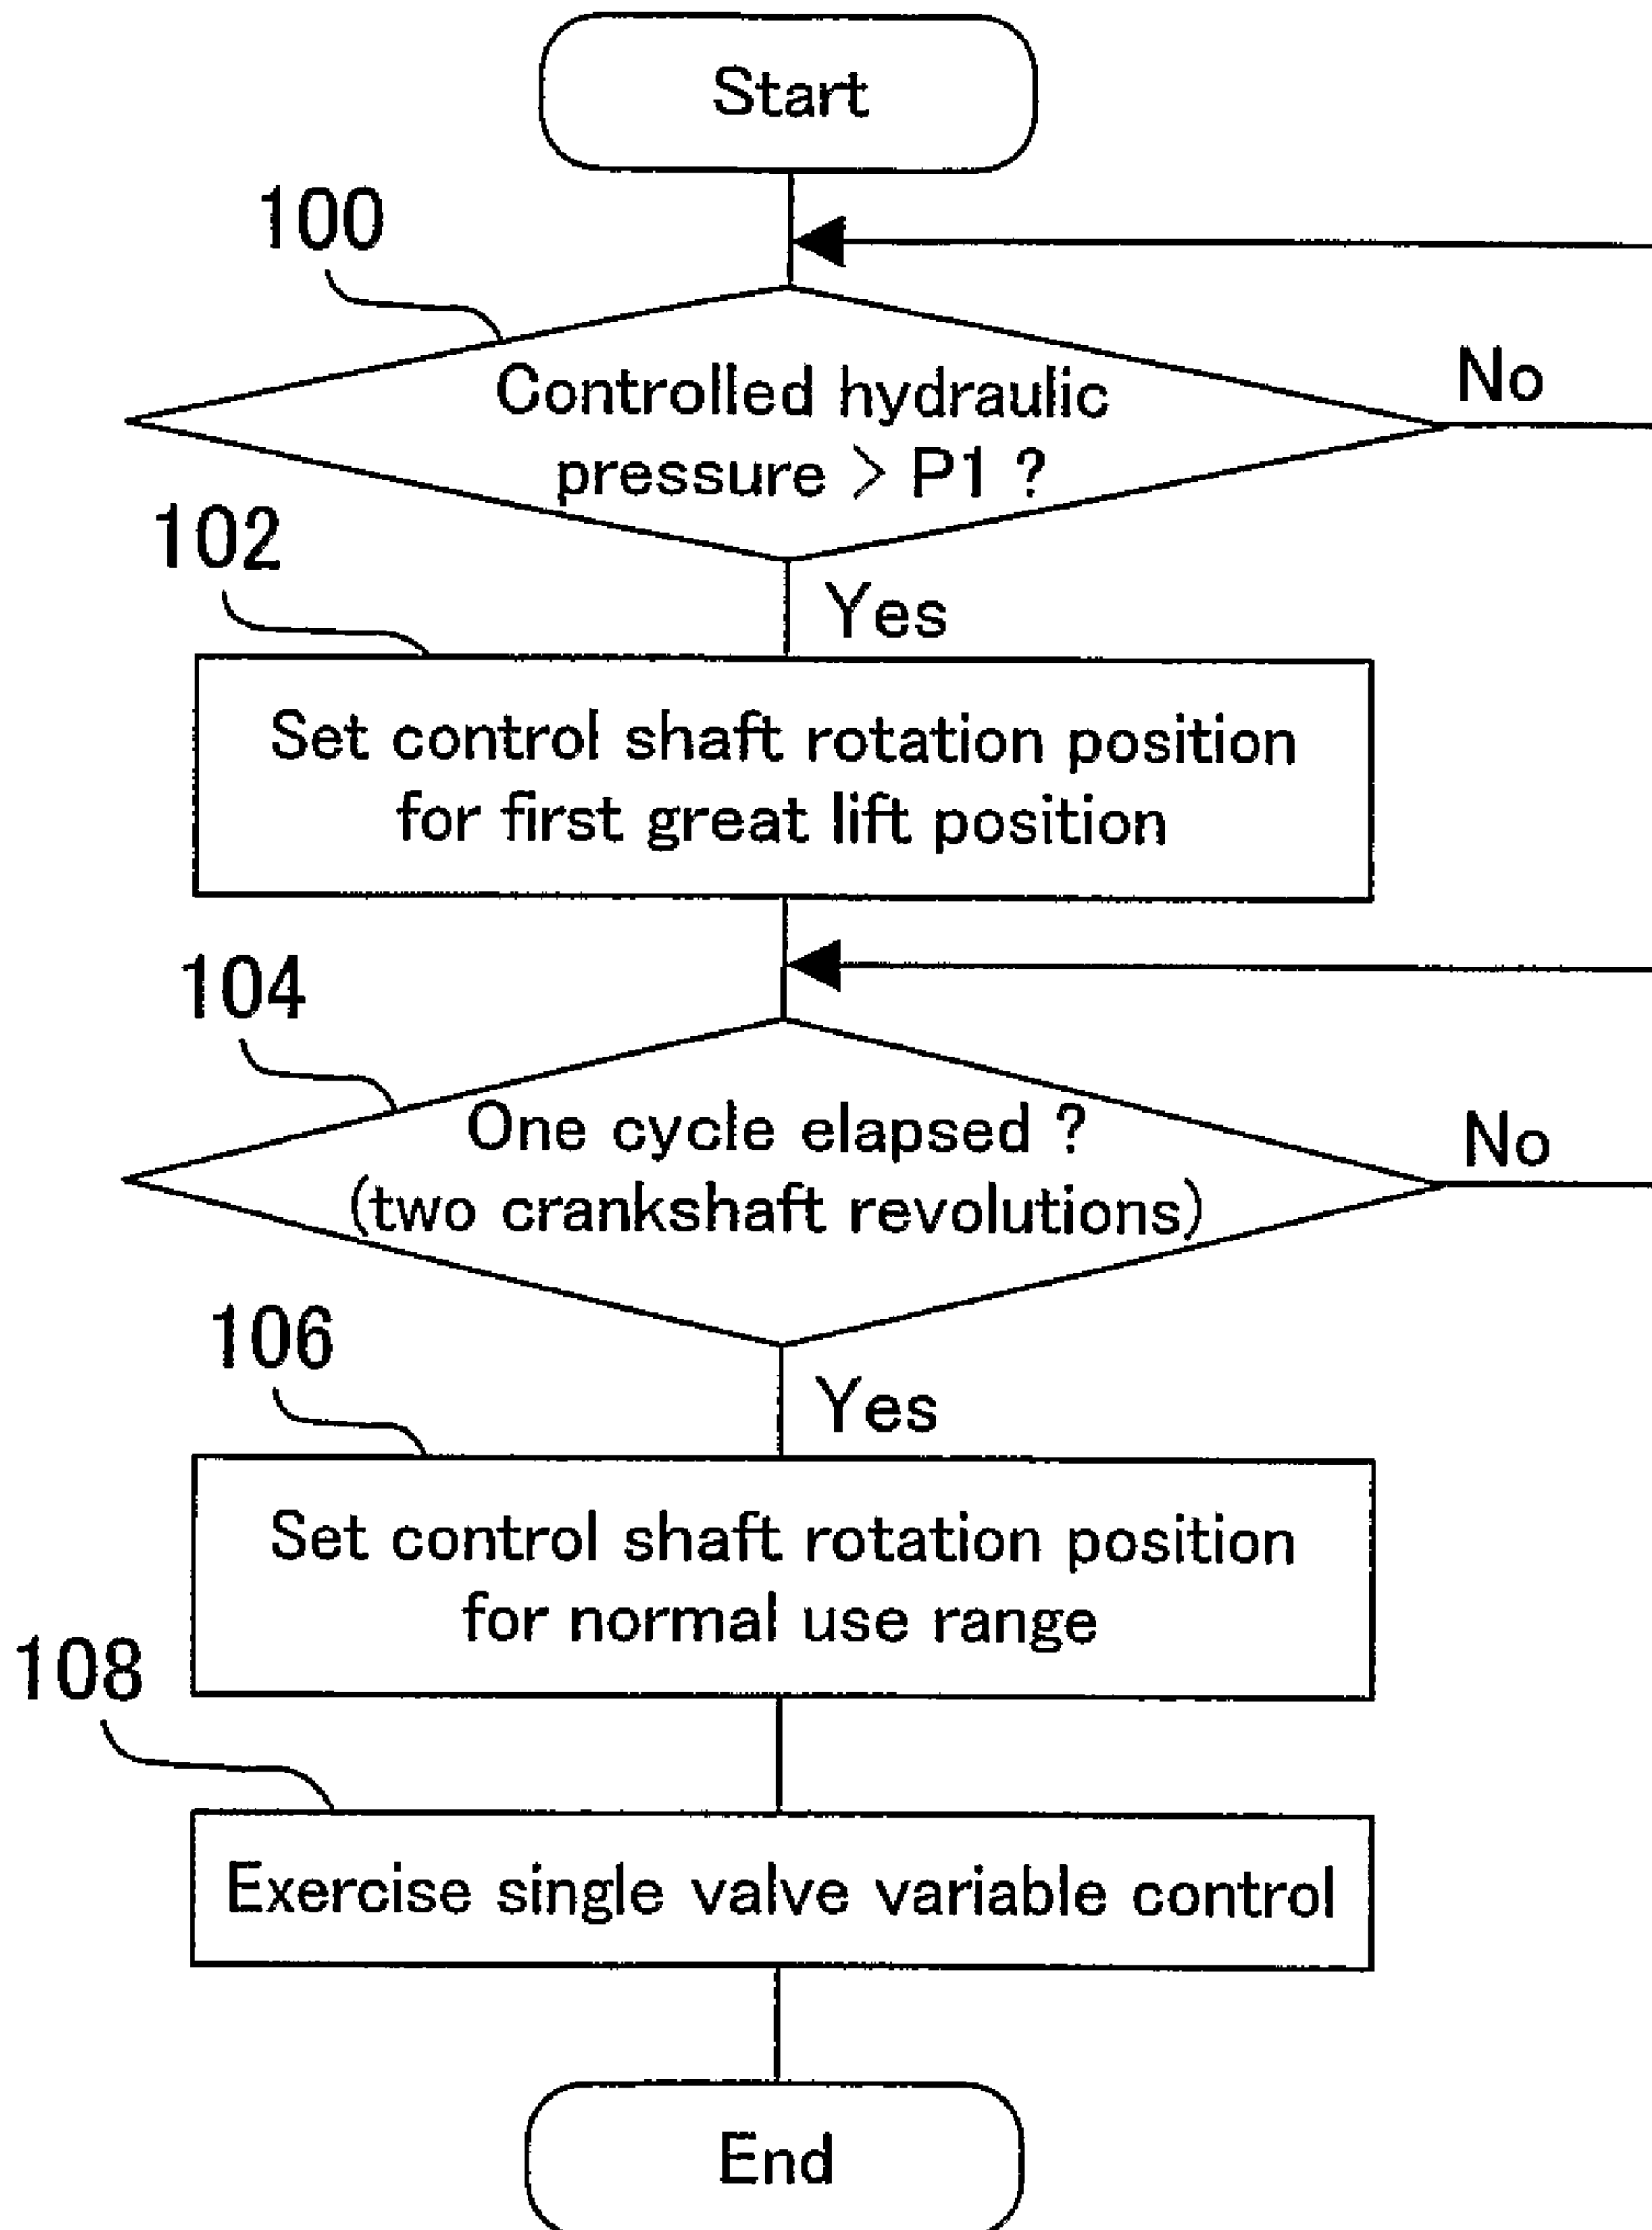 Start
100
Controlled hydraulic
pressure > P1 ?
No
102
Yes
Set control shaft rotation position
for first great lift position
104
One cycle elapsed ?
(two crankshaft revolutions)
No
106
Yes
Set control shaft rotation position
for normal use range
108
Exercise single valve variable control
End